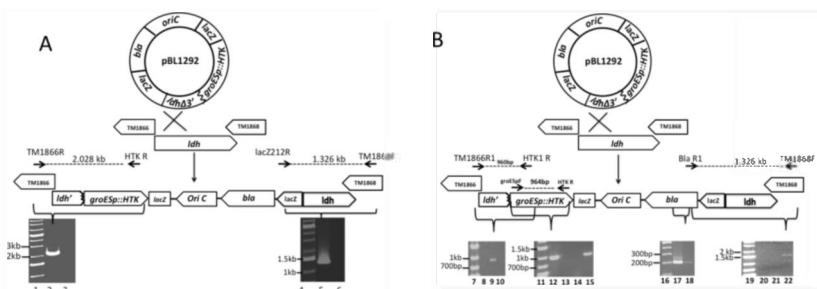 A
oriC
lacZ
bla
pBL1292
groESp::HTK
lacZ
ldhΔ3'
TM1866
TM1868
ldh
TM1866R
2.028 kb
HTK R
lacZ212R
1.326 kb
TM1866
TM1868
ldh'
groESp::HTK
lacZ
Ori C
bla
lacZ
ldh
3kb
2kb
1.5kb
1kb
B
oriC
lacZ
bla
pBL1292
groESp::HTK
lacZ
ldhΔ3'
TM1866
TM1868
ldh
TM1866R1
960bp
HTK1 R
groESpF
964bp
HTK R
Bla R1
1.326 kb
TM1868R
TM1866
TM1868
ldh'
groESp::HTK
lacZ
Ori C
bla
lacZ
ldh
1kb
700bp
7 8 9 10
1.5kb
1kb
700bp
11 12 13 14 15
300bp
200bp
16 17 18
2 kb
1.5kb
19 20 21 22